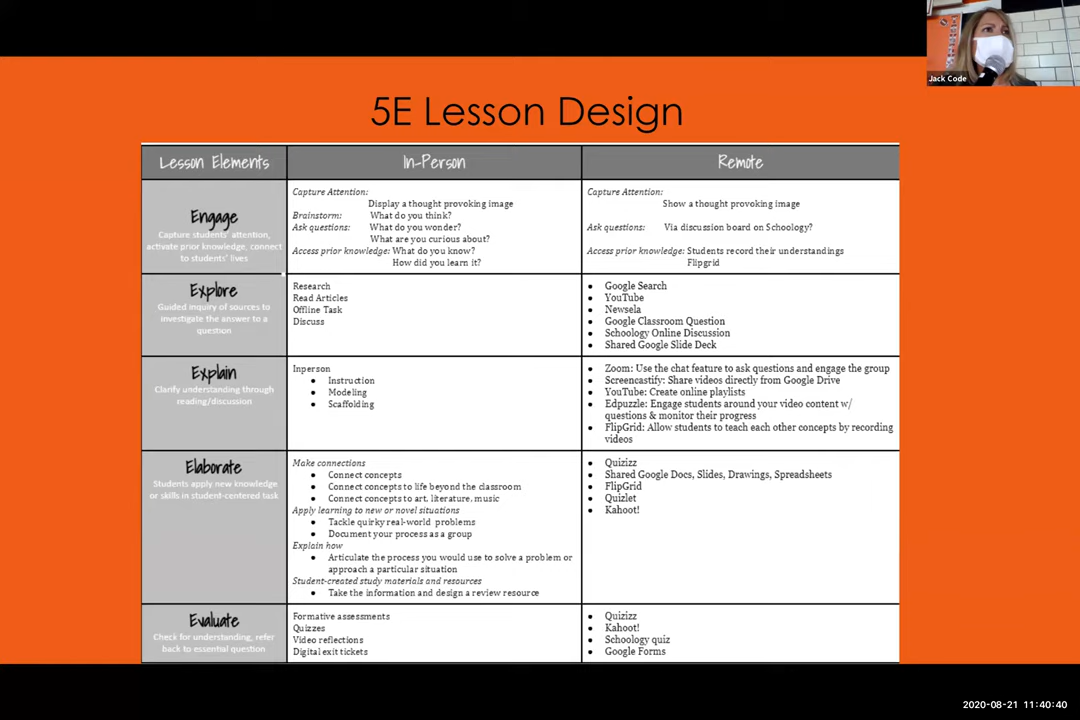 Jack Code
5E Lesson Design
Lesson Elements
In-Person
Remote
Engage
Capture students' attention,
activate prior knowledge, connect
to students' lives
Capture Attention:
Display a thought provoking image
Brainstorm: What do you think?
Ask questions: What do you wonder?
What are you curious about?
Access prior knowledge: What do you know?
How did you learn it?
Capture Attention:
Show a thought provoking image
Ask questions: Via discussion board on Schoology?
Access prior knowledge: Students record their understandings
Flipgrid
Explore
Guided inquiry of sources to
investigate the answer to a
question
Research
Read Articles
Offline Task
Discuss
● Google Search
● YouTube
● Newsela
● Google Classroom Question
● Schoology Online Discussion
● Shared Google Slide Deck
Explain
Clarify understanding through
reading/discussion
Inperson
● Instruction
● Modeling
● Scaffolding
● Zoom: Use the chat feature to ask questions and engage the group
● Screencastify: Share videos directly from Google Drive
● YouTube: Create online playlists
● Edpuzzle: Engage students around your video content w/
questions & monitor their progress
● FlipGrid: Allow students to teach each other concepts by recording
videos
Elaborate
Students apply new knowledge
or skills in student-centered task
Make connections
● Connect concepts
● Connect concepts to life beyond the classroom
● Connect concepts to art, literature, music
Apply learning to new or novel situations
● Tackle quirky real-world problems
● Document your process as a group
Explain how
● Articulate the process you would use to solve a problem or
approach a particular situation
Student-created study materials and resources
● Take the information and design a review resource
● Quizizz
● Shared Google Docs, Slides, Drawings, Spreadsheets
● FlipGrid
● Quizlet
● Kahoot!
Evaluate
Check for understanding, refer
back to essential question
Formative assessments
Quizzes
Video reflections
Digital exit tickets
● Quizizz
● Kahoot!
● Schoology quiz
● Google Forms
2020-08-21 11:40:40